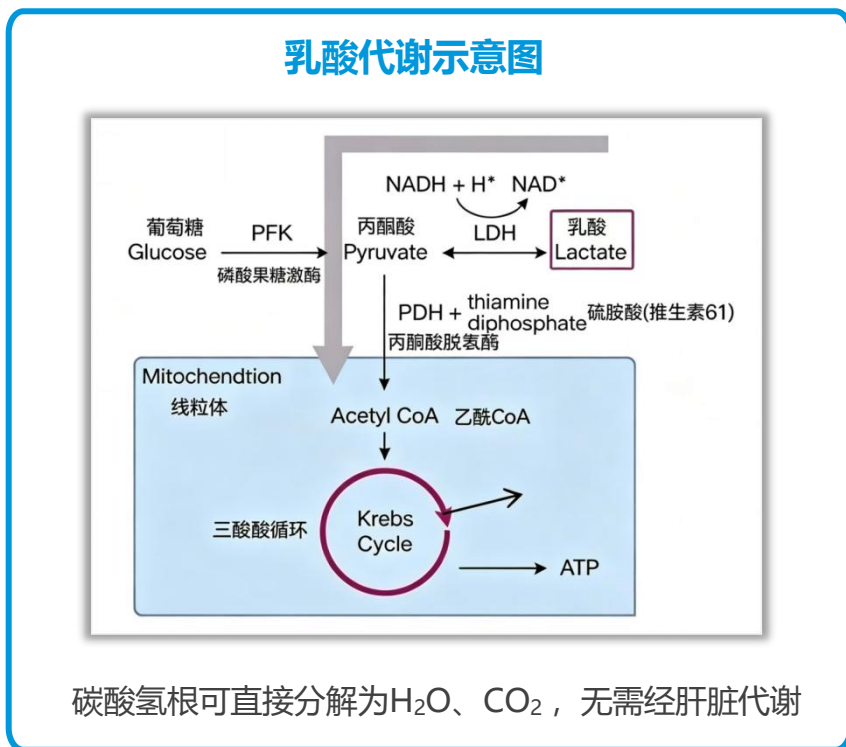 乳酸代谢示意图
NADH + H* NAD*
葡萄糖
Glucose
PFK
磷酸果糖激酶
丙酮酸
Pyruvate
LDH
乳酸
Lactate
PDH + thiamine
diphosphate
硫胺酸(推生素61)
丙酮酸脱氢酶
Mitochendtion
线粒体
Acetyl CoA 乙酰CoA
三酸酸循环
Krebs
Cycle
ATP
碳酸氢根可直接分解为H₂O、CO₂ ，无需经肝脏代谢